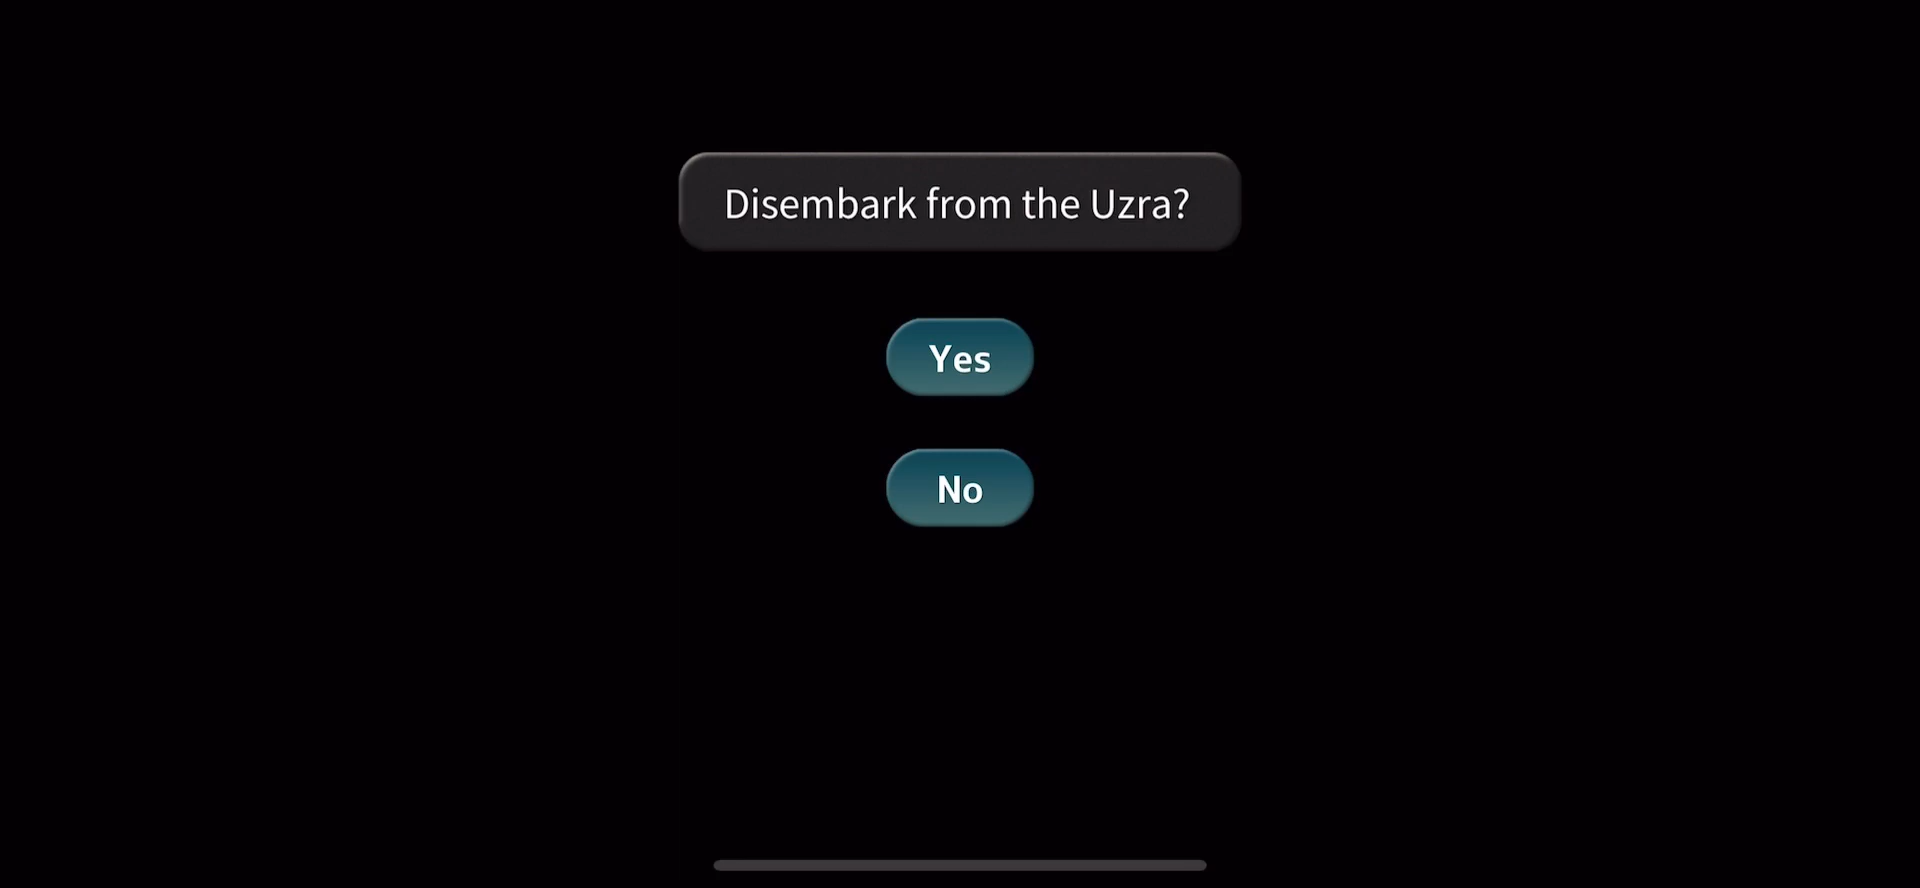 Disembark from the Uzra?
Yes
No